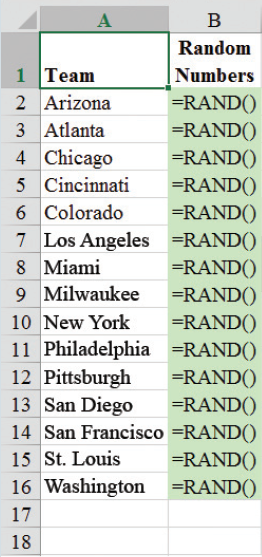 A B
1 Team Random Numbers
2 Arizona =RAND()
3 Atlanta =RAND()
4 Chicago =RAND()
5 Cincinnati =RAND()
6 Colorado =RAND()
7 Los Angeles =RAND()
8 Miami =RAND()
9 Milwaukee =RAND()
10 New York =RAND()
11 Philadelphia =RAND()
12 Pittsburgh =RAND()
13 San Diego =RAND()
14 San Francisco =RAND()
15 St. Louis =RAND()
16 Washington =RAND()
17
18